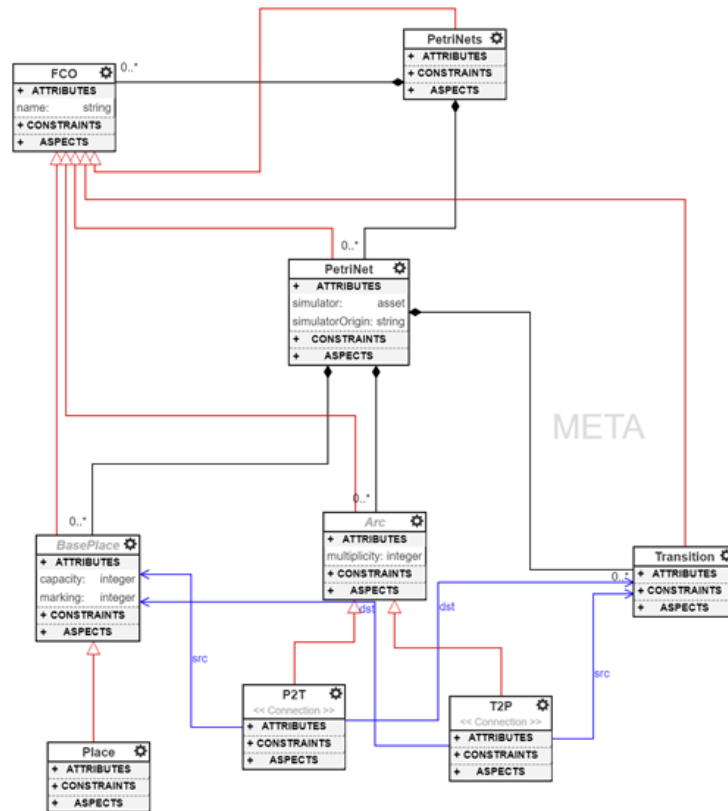 PetriNets
+ ATTRIBUTES
+ CONSTRAINTS
+ ASPECTS
FCO
+ ATTRIBUTES
name: string
+ CONSTRAINTS
+ ASPECTS
0..*
0..*
PetriNet
+ ATTRIBUTES
simulator: asset
simulatorOrigin: string
+ CONSTRAINTS
+ ASPECTS
META
0..*
0..*
0..*
BasePlace
+ ATTRIBUTES
capacity: integer
marking: integer
+ CONSTRAINTS
+ ASPECTS
Arc
+ ATTRIBUTES
multiplicity: integer
+ CONSTRAINTS
+ ASPECTS
Transition
+ ATTRIBUTES
+ CONSTRAINTS
+ ASPECTS
dst
dst
src
src
P2T
<< Connection >>
+ ATTRIBUTES
+ CONSTRAINTS
+ ASPECTS
T2P
<< Connection >>
+ ATTRIBUTES
+ CONSTRAINTS
+ ASPECTS
Place
+ ATTRIBUTES
+ CONSTRAINTS
+ ASPECTS